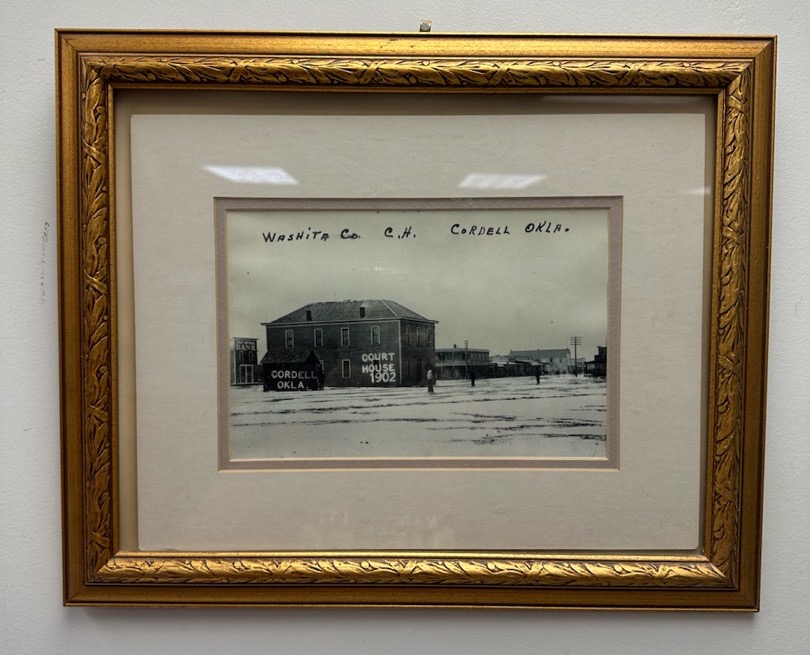 WASHITA Co. C.H. CORDELL OKLA.
BANK
COURT
HOUSE
1902
CORDELL
OKLA.